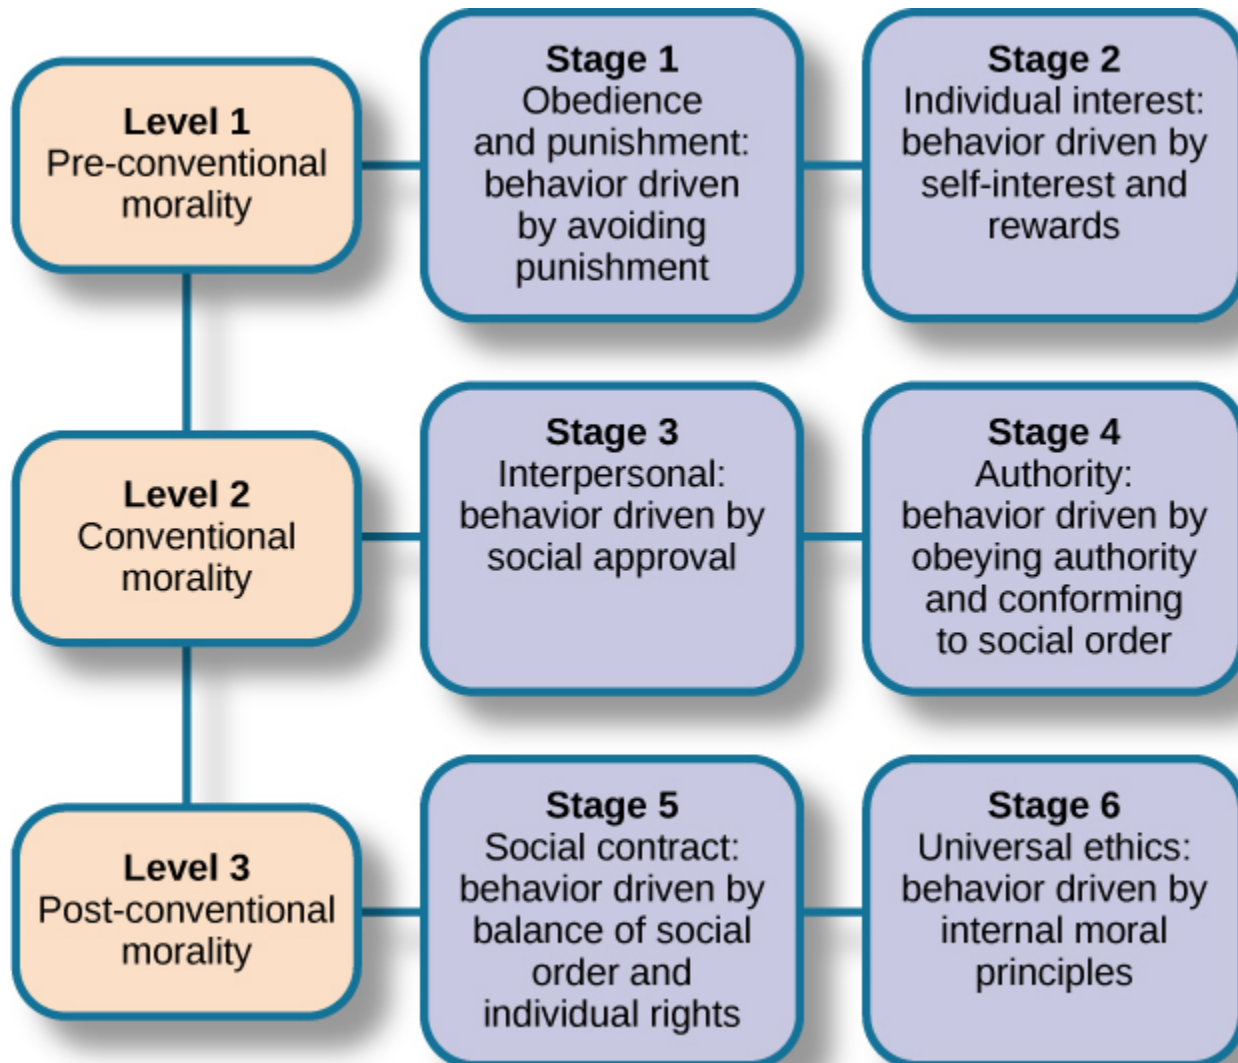 Level 1
Pre-conventional
morality
Stage 1
Obedience
and punishment:
behavior driven
by avoiding
punishment
Stage 2
Individual interest:
behavior driven by
self-interest and
rewards
Level 2
Conventional
morality
Stage 3
Interpersonal:
behavior driven by
social approval
Stage 4
Authority:
behavior driven by
obeying authority
and conforming
to social order
Level 3
Post-conventional
morality
Stage 5
Social contract:
behavior driven by
balance of social
order and
individual rights
Stage 6
Universal ethics:
behavior driven by
internal moral
principles